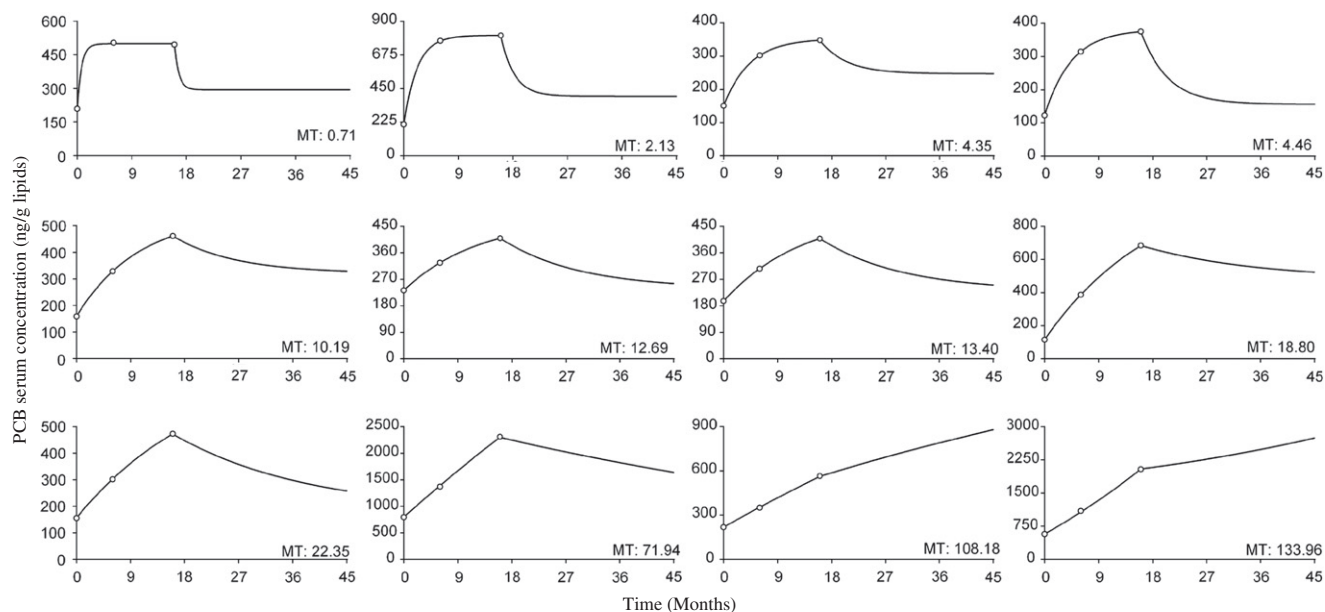 PCB serum concentration (ng/g lipids)
600
450
300
150
0
0 9 18 27 36 45
MT: 0.71
900
675
450
225
0
0 9 27 36 45
MT: 2.13
400
300
200
100
0
0 9 18 27 36 45
MT: 4.35
400
300
200
100
0
0 9 18 27 36 45
MT: 4.46
500
400
300
200
100
0
0 9 18 27 36 45
MT: 10.19
450
360
270
180
90
0
0 9 18 27 36 45
MT: 12.69
450
360
270
180
90
0
0 9 18 27 36 45
MT: 13.40
800
600
400
200
0
0 9 18 27 36 45
MT: 18.80
500
400
300
200
100
0
0 9 18 27 36 45
MT: 22.35
2500
2000
1500
1000
500
0
0 9 18 27 36 45
MT: 71.94
900
600
300
0
0 9 18 27 36 45
MT: 108.18
3000
2250
1500
750
0
0 9 18 27 36 45
MT: 133.96
Time (Months)